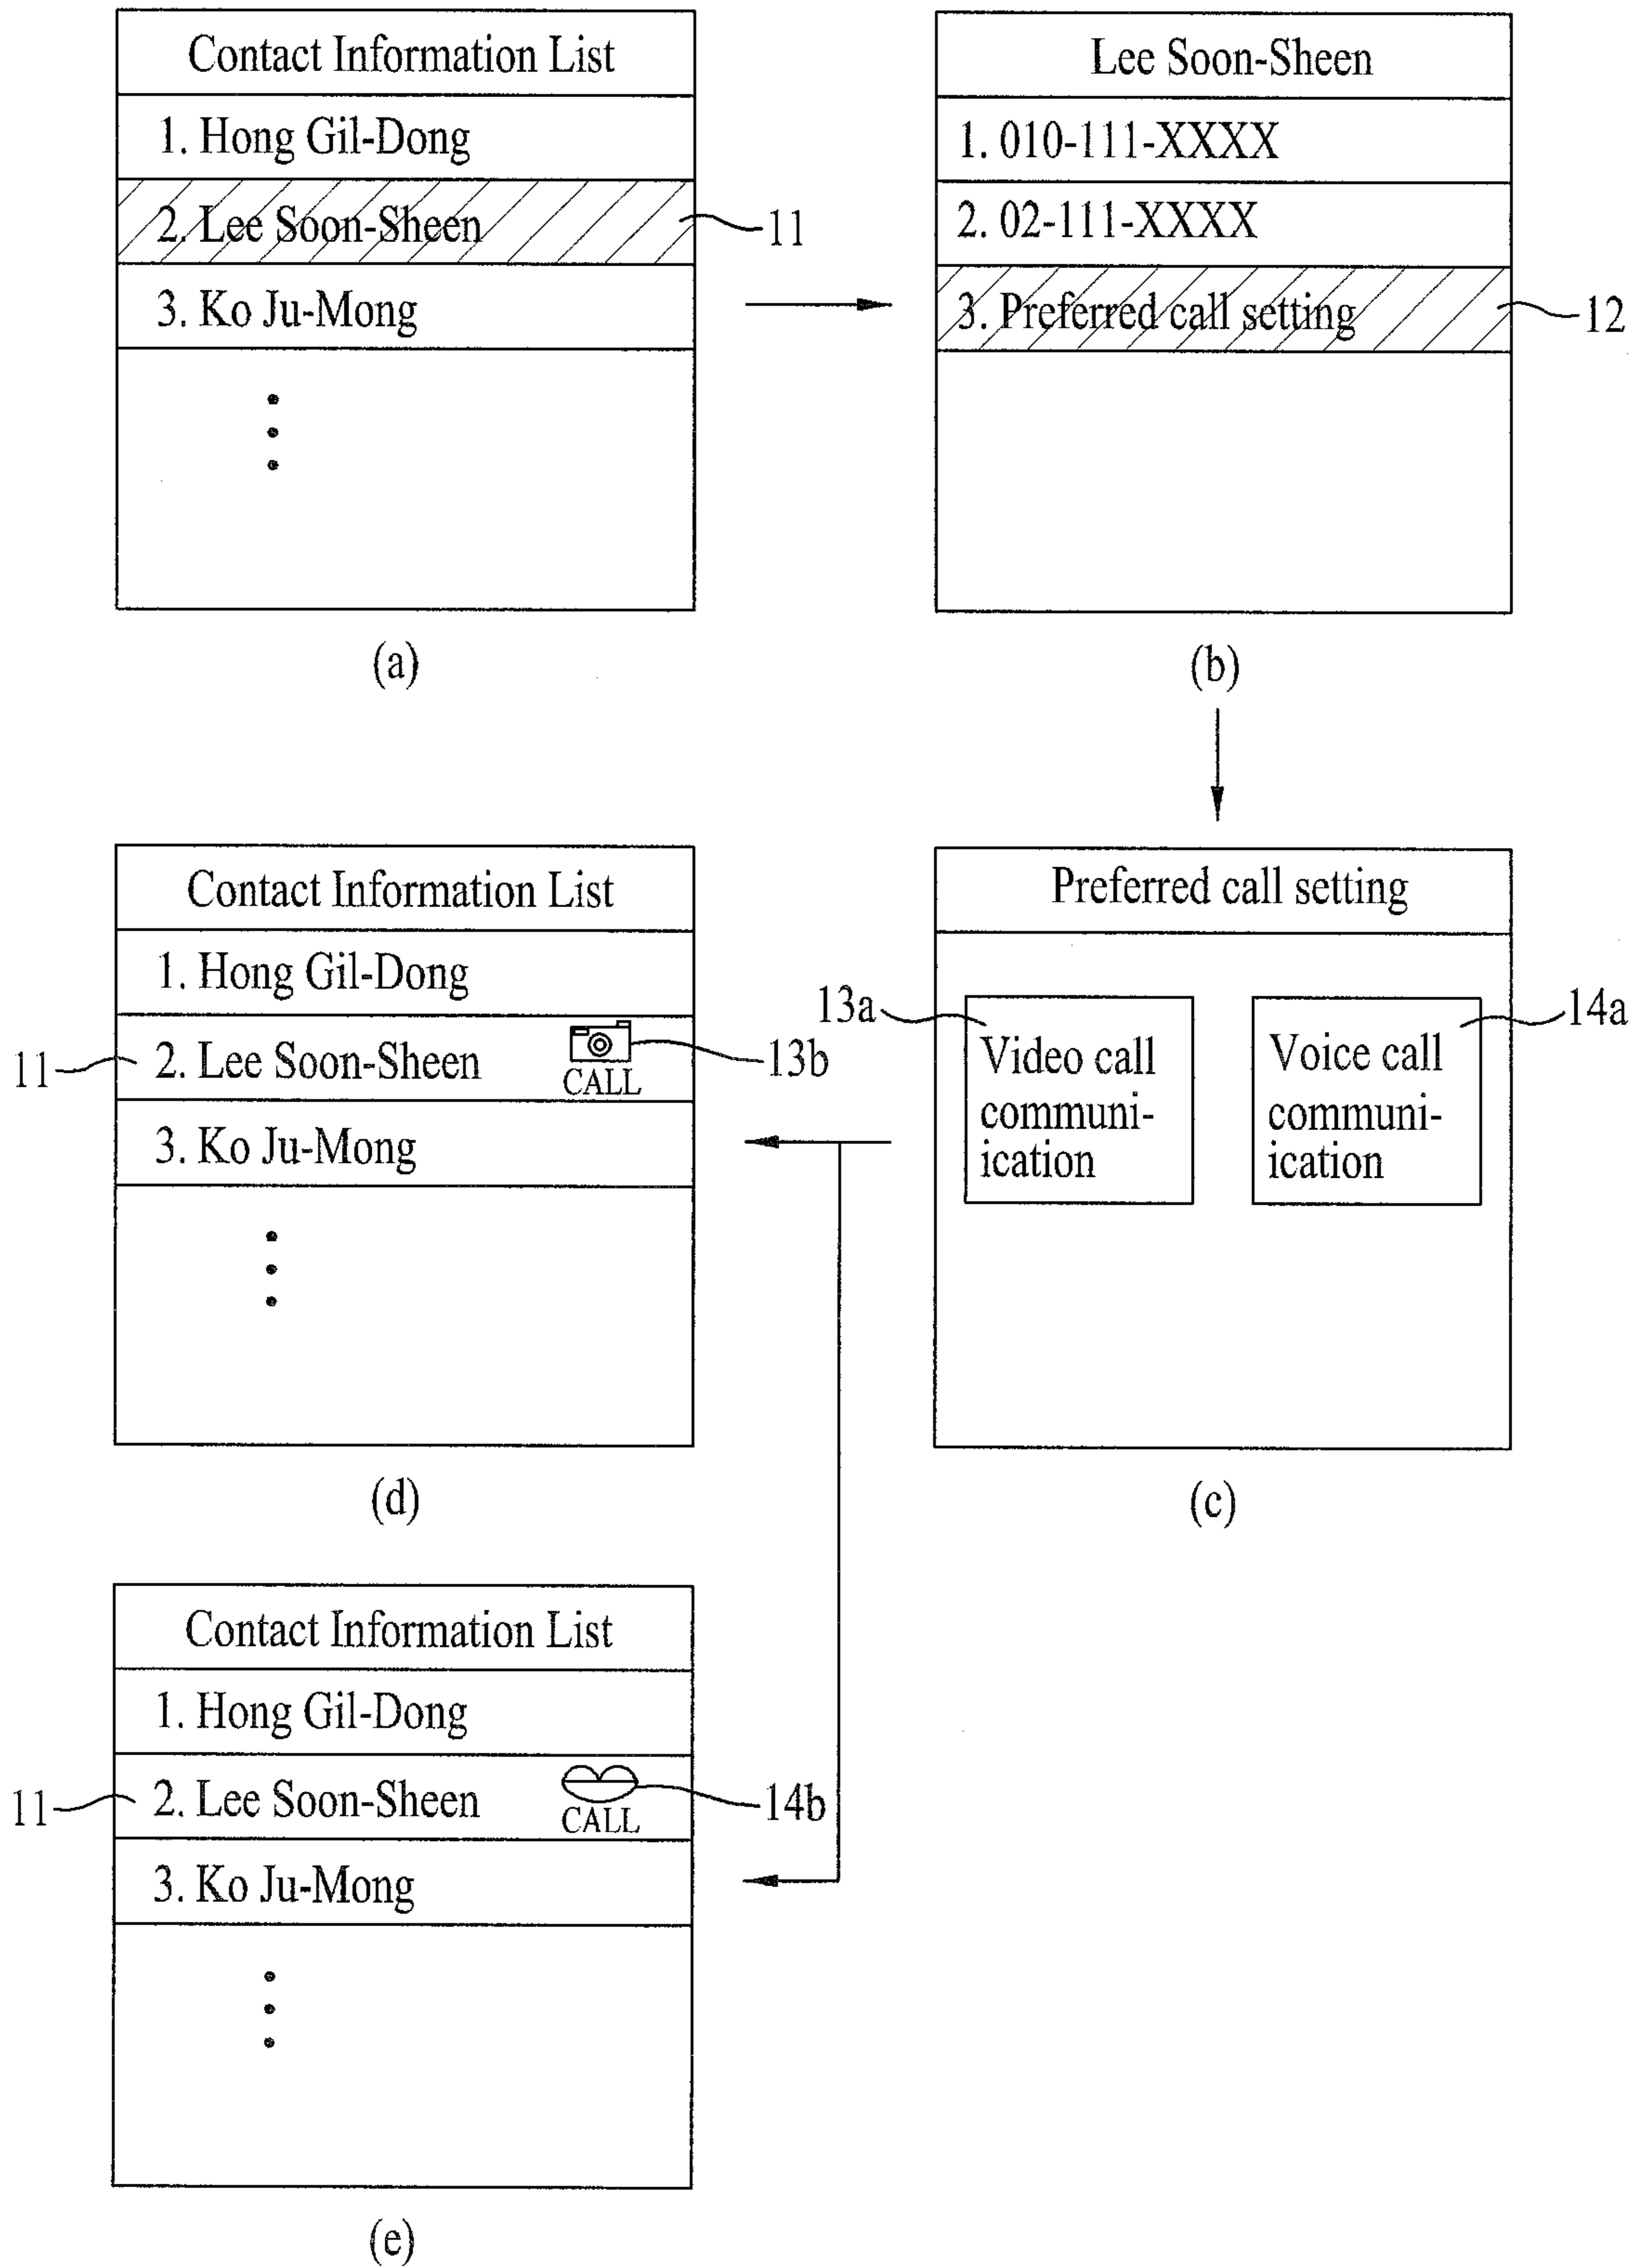 Contact Information List
1. Hong Gil-Dong
2. Lee Soon-Sheen
11
3. Ko Ju-Mong
(a)
Lee Soon-Sheen
1. 010-111-XXXX
2. 02-111-XXXX
3. Preferred call setting
12
(b)
Preferred call setting
13a
14a
Video call
communi-
ication
Voice call
communi-
ication
(c)
Contact Information List
1. Hong Gil-Dong
11
2. Lee Soon-Sheen
CALL
13b
3. Ko Ju-Mong
(d)
Contact Information List
1. Hong Gil-Dong
11
2. Lee Soon-Sheen
CALL
14b
3. Ko Ju-Mong
(e)